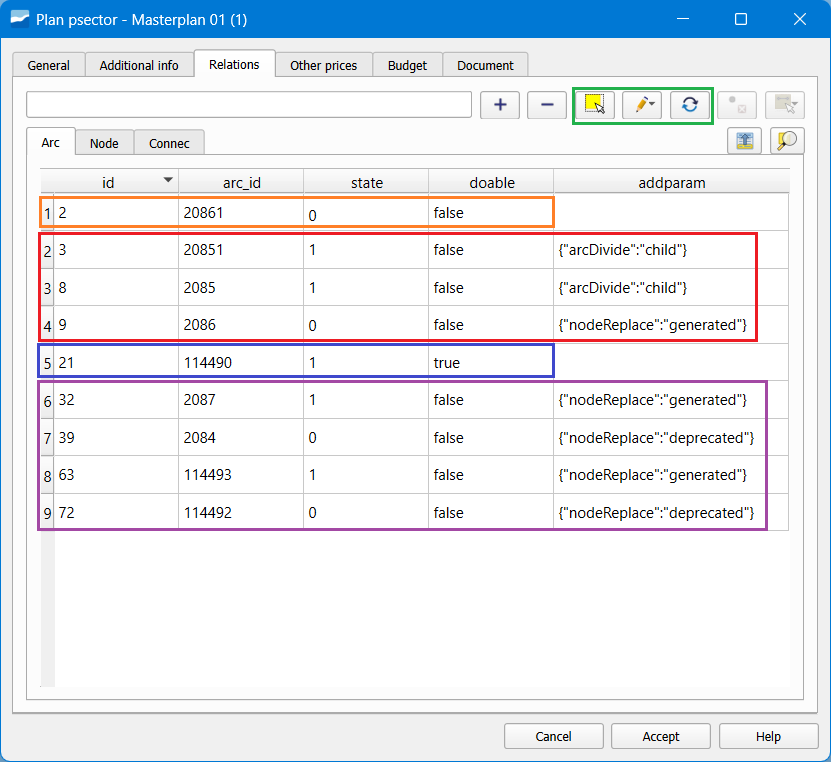 Plan psector - Masterplan 01 (1)
General Additional info Relations Other prices Budget Document
Arc Node Connec
id arc_id state doable addparam
1 2 20861 0 false
2 3 20851 1 false {"arcDivide":"child"}
3 8 2085 1 false {"arcDivide":"child"}
4 9 2086 0 false {"nodeReplace":"generated"}
5 21 114490 1 true
6 32 2087 1 false {"nodeReplace":"generated"}
7 39 2084 0 false {"nodeReplace":"deprecated"}
8 63 114493 1 false {"nodeReplace":"generated"}
9 72 114492 0 false {"nodeReplace":"deprecated"}
Cancel Accept Help